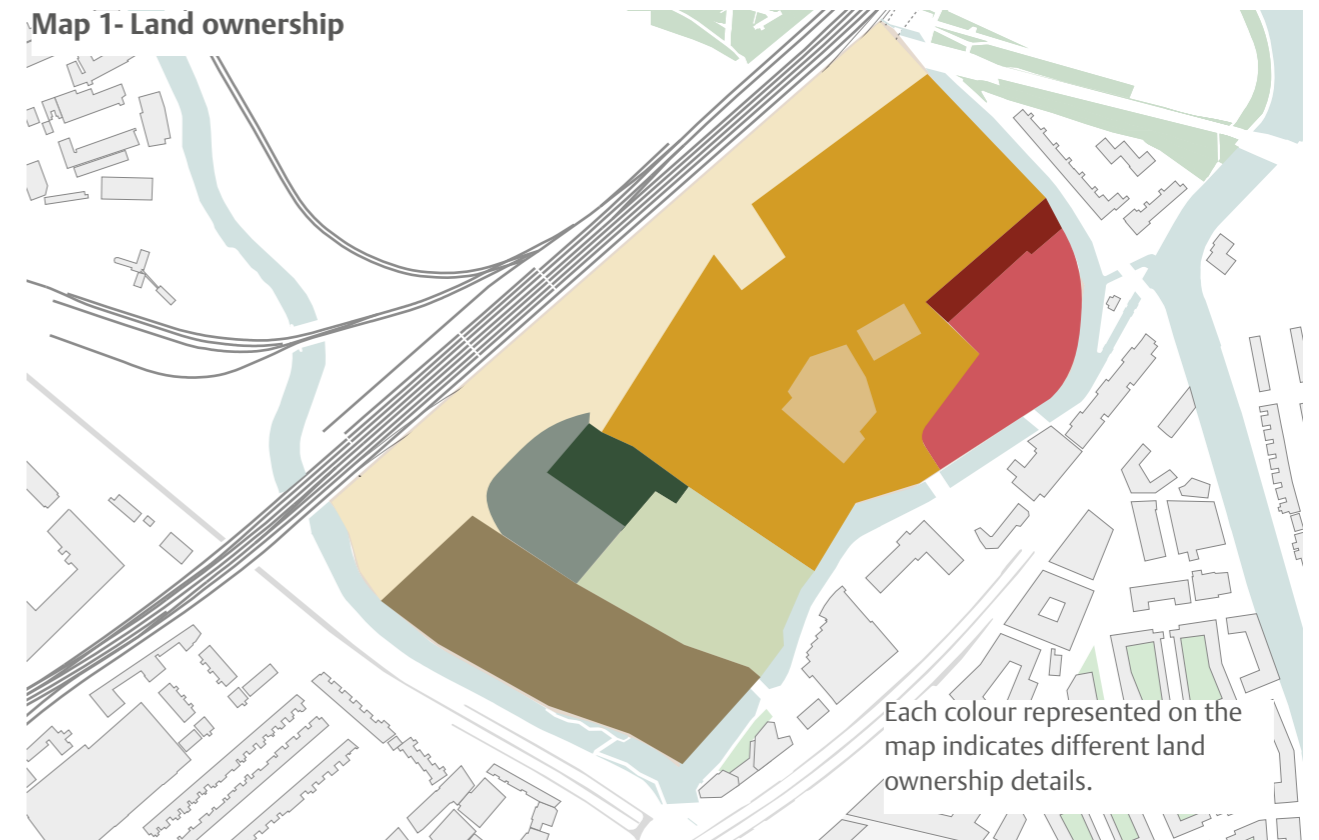 Map 1- Land ownership
Each colour represented on the
map indicates different land
ownership details.